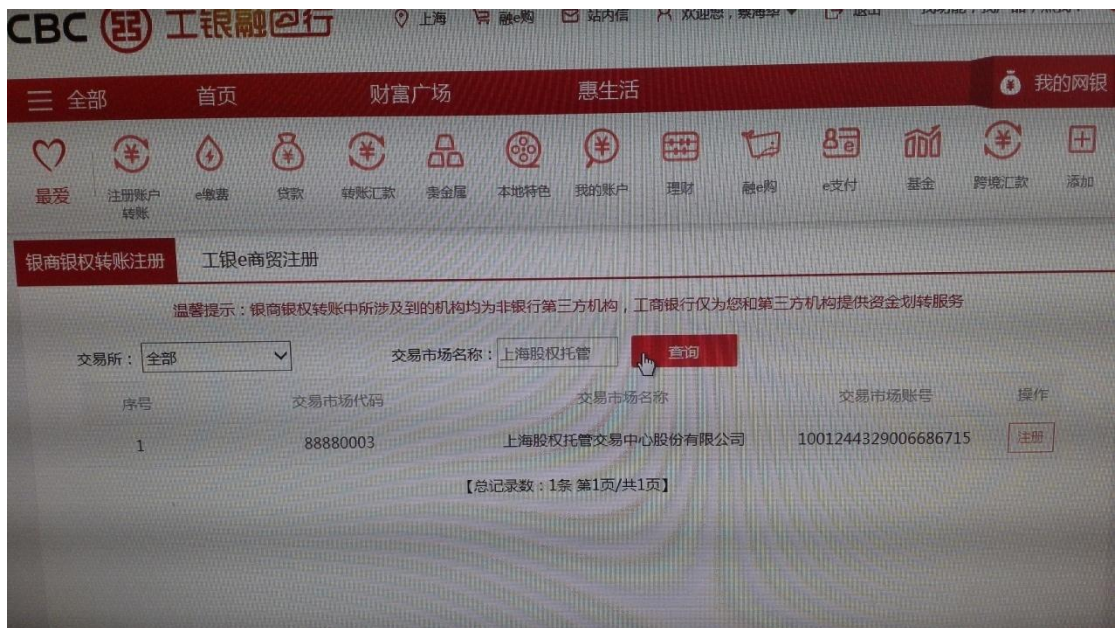 CBC 工银融e行 上海 融e购 站内信 欢迎您, 退出
全部 首页 财富广场 惠生活 我的网银
最爱 注册账户 e缴费 贷款 转账汇款 贵金属 本地特色 我的账户 理财 融e购 e支付 基金 跨境汇款 添加
转账
银商银权转账注册 工银e商贸注册
温馨提示：银商银权转账中所涉及到的机构均为非银行第三方机构，工商银行仅为您和第三方机构提供资金划转服务
交易所： 全部 交易市场名称： 上海股权托管 查询
序号 交易市场代码 交易市场名称 交易市场账号 操作
1 88880003 上海股权托管交易中心股份有限公司 1001244329006686715 注册
【总记录数：1条 第1页/共1页】